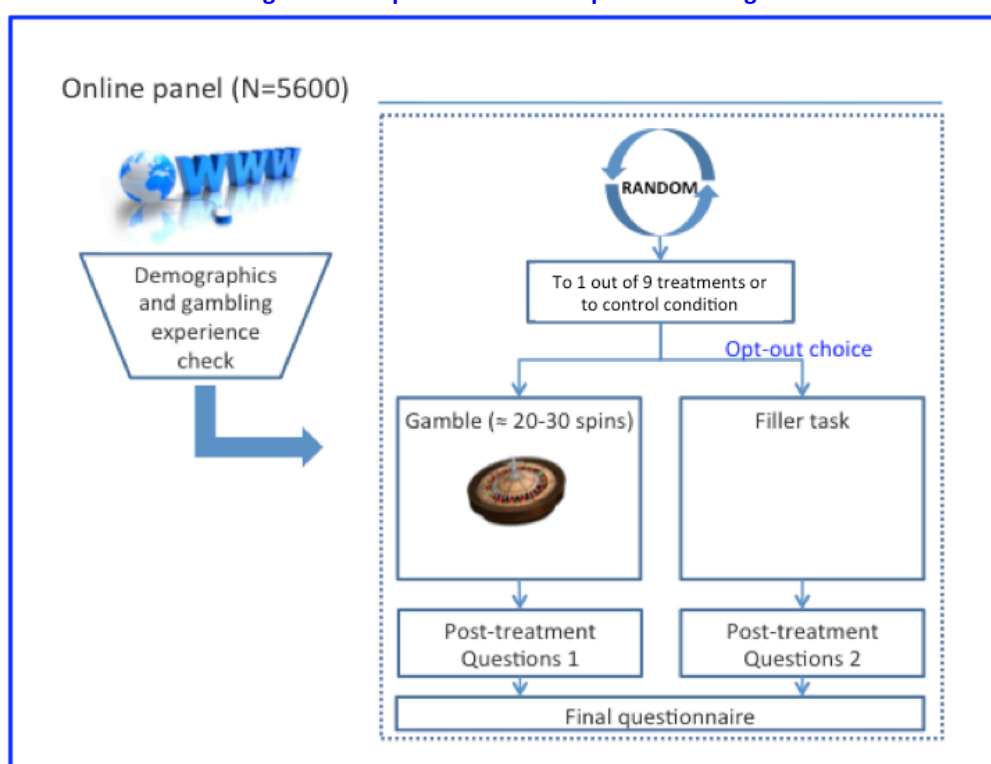 Online panel (N=5600)
WWW
Demographics
and gambling
experience
check
RANDOM
To 1 out of 9 treatments or
to control condition
Opt-out choice
Gamble (≈ 20-30 spins)
Filler task
Post-treatment
Questions 1
Post-treatment
Questions 2
Final questionnaire